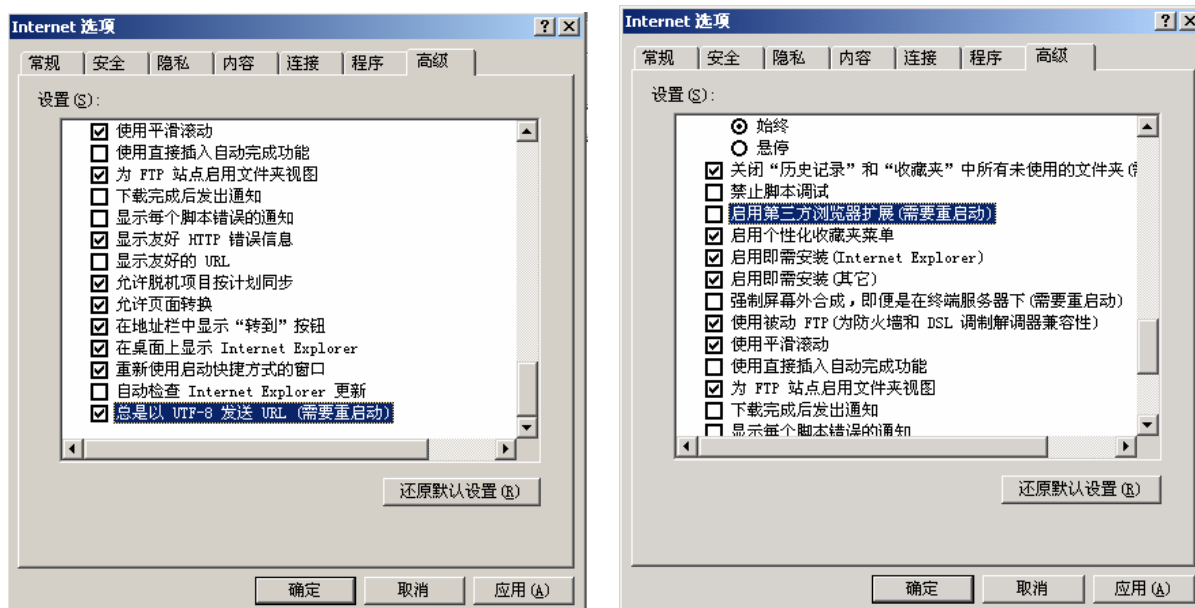 Internet 选项
常规 安全 隐私 内容 连接 程序 高级
设置(S):
使用平滑滚动
使用直接插入自动完成功能
为 FTP 站点启用文件夹视图
下载完成后发出通知
显示每个脚本错误的通知
显示友好 HTTP 错误信息
显示友好的 URL
允许脱机项目按计划同步
允许页面转换
在地址栏中显示“转到”按钮
在桌面上显示 Internet Explorer
重新使用启动快捷方式的窗口
自动检查 Internet Explorer 更新
总是以 UTF-8 发送 URL (需要重启动)
还原默认设置(R)
确定 取消 应用(A)
Internet 选项
常规 安全 隐私 内容 连接 程序 高级
设置(S):
始终
悬停
关闭“历史记录”和“收藏夹”中所有未使用的文件夹(
禁止脚本调试
启用第三方浏览器扩展(需要重启动)
启用个性化收藏夹菜单
启用即需安装(Internet Explorer)
启用即需安装(其它)
强制屏幕外合成,即便是在终端服务器下(需要重启动)
使用被动 FTP(为防火墙和 DSL 调制解调器兼容性)
使用平滑滚动
使用直接插入自动完成功能
为 FTP 站点启用文件夹视图
下载完成后发出通知
显示每个脚本错误的通知
还原默认设置(R)
确定 取消 应用(A)